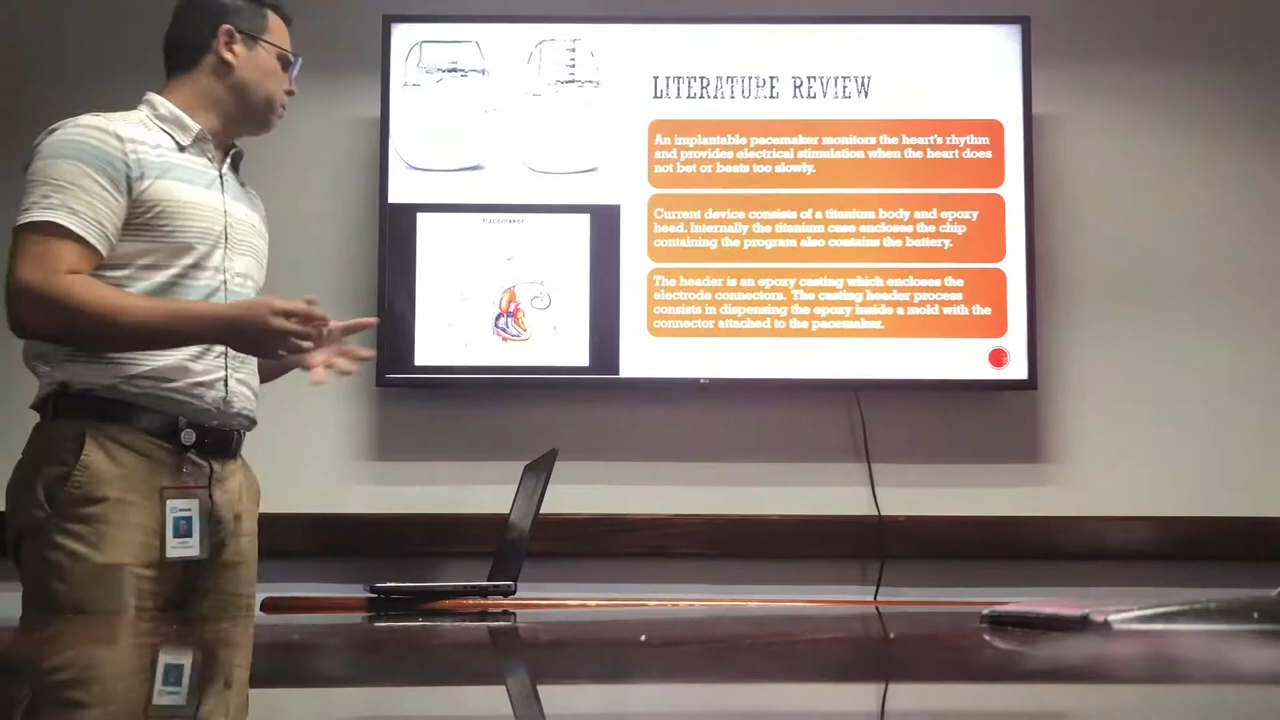 LITERATURE REVIEW
An implantable pacemaker monitors the heart's rhythm
and provides electrical stimulation when the heart does
not bet or beats too slowly.
Current device consists of a titanium body and epoxy
head. Internally the titanium case encloses the chip
containing the program also contains the battery.
Pacemaker
The header is an epoxy casting which encloses the
electrode connectors. The casting header process
consists in dispensing the epoxy inside a mold with the
connector attached to the pacemaker.
LG